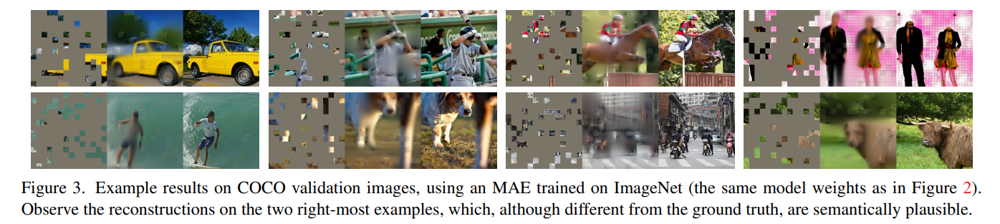 Figure 3. Example results on COCO validation images, using an MAE trained on ImageNet (the same model weights as in Figure 2).
Observe the reconstructions on the two right-most examples, which, although different from the ground truth, are semantically plausible.